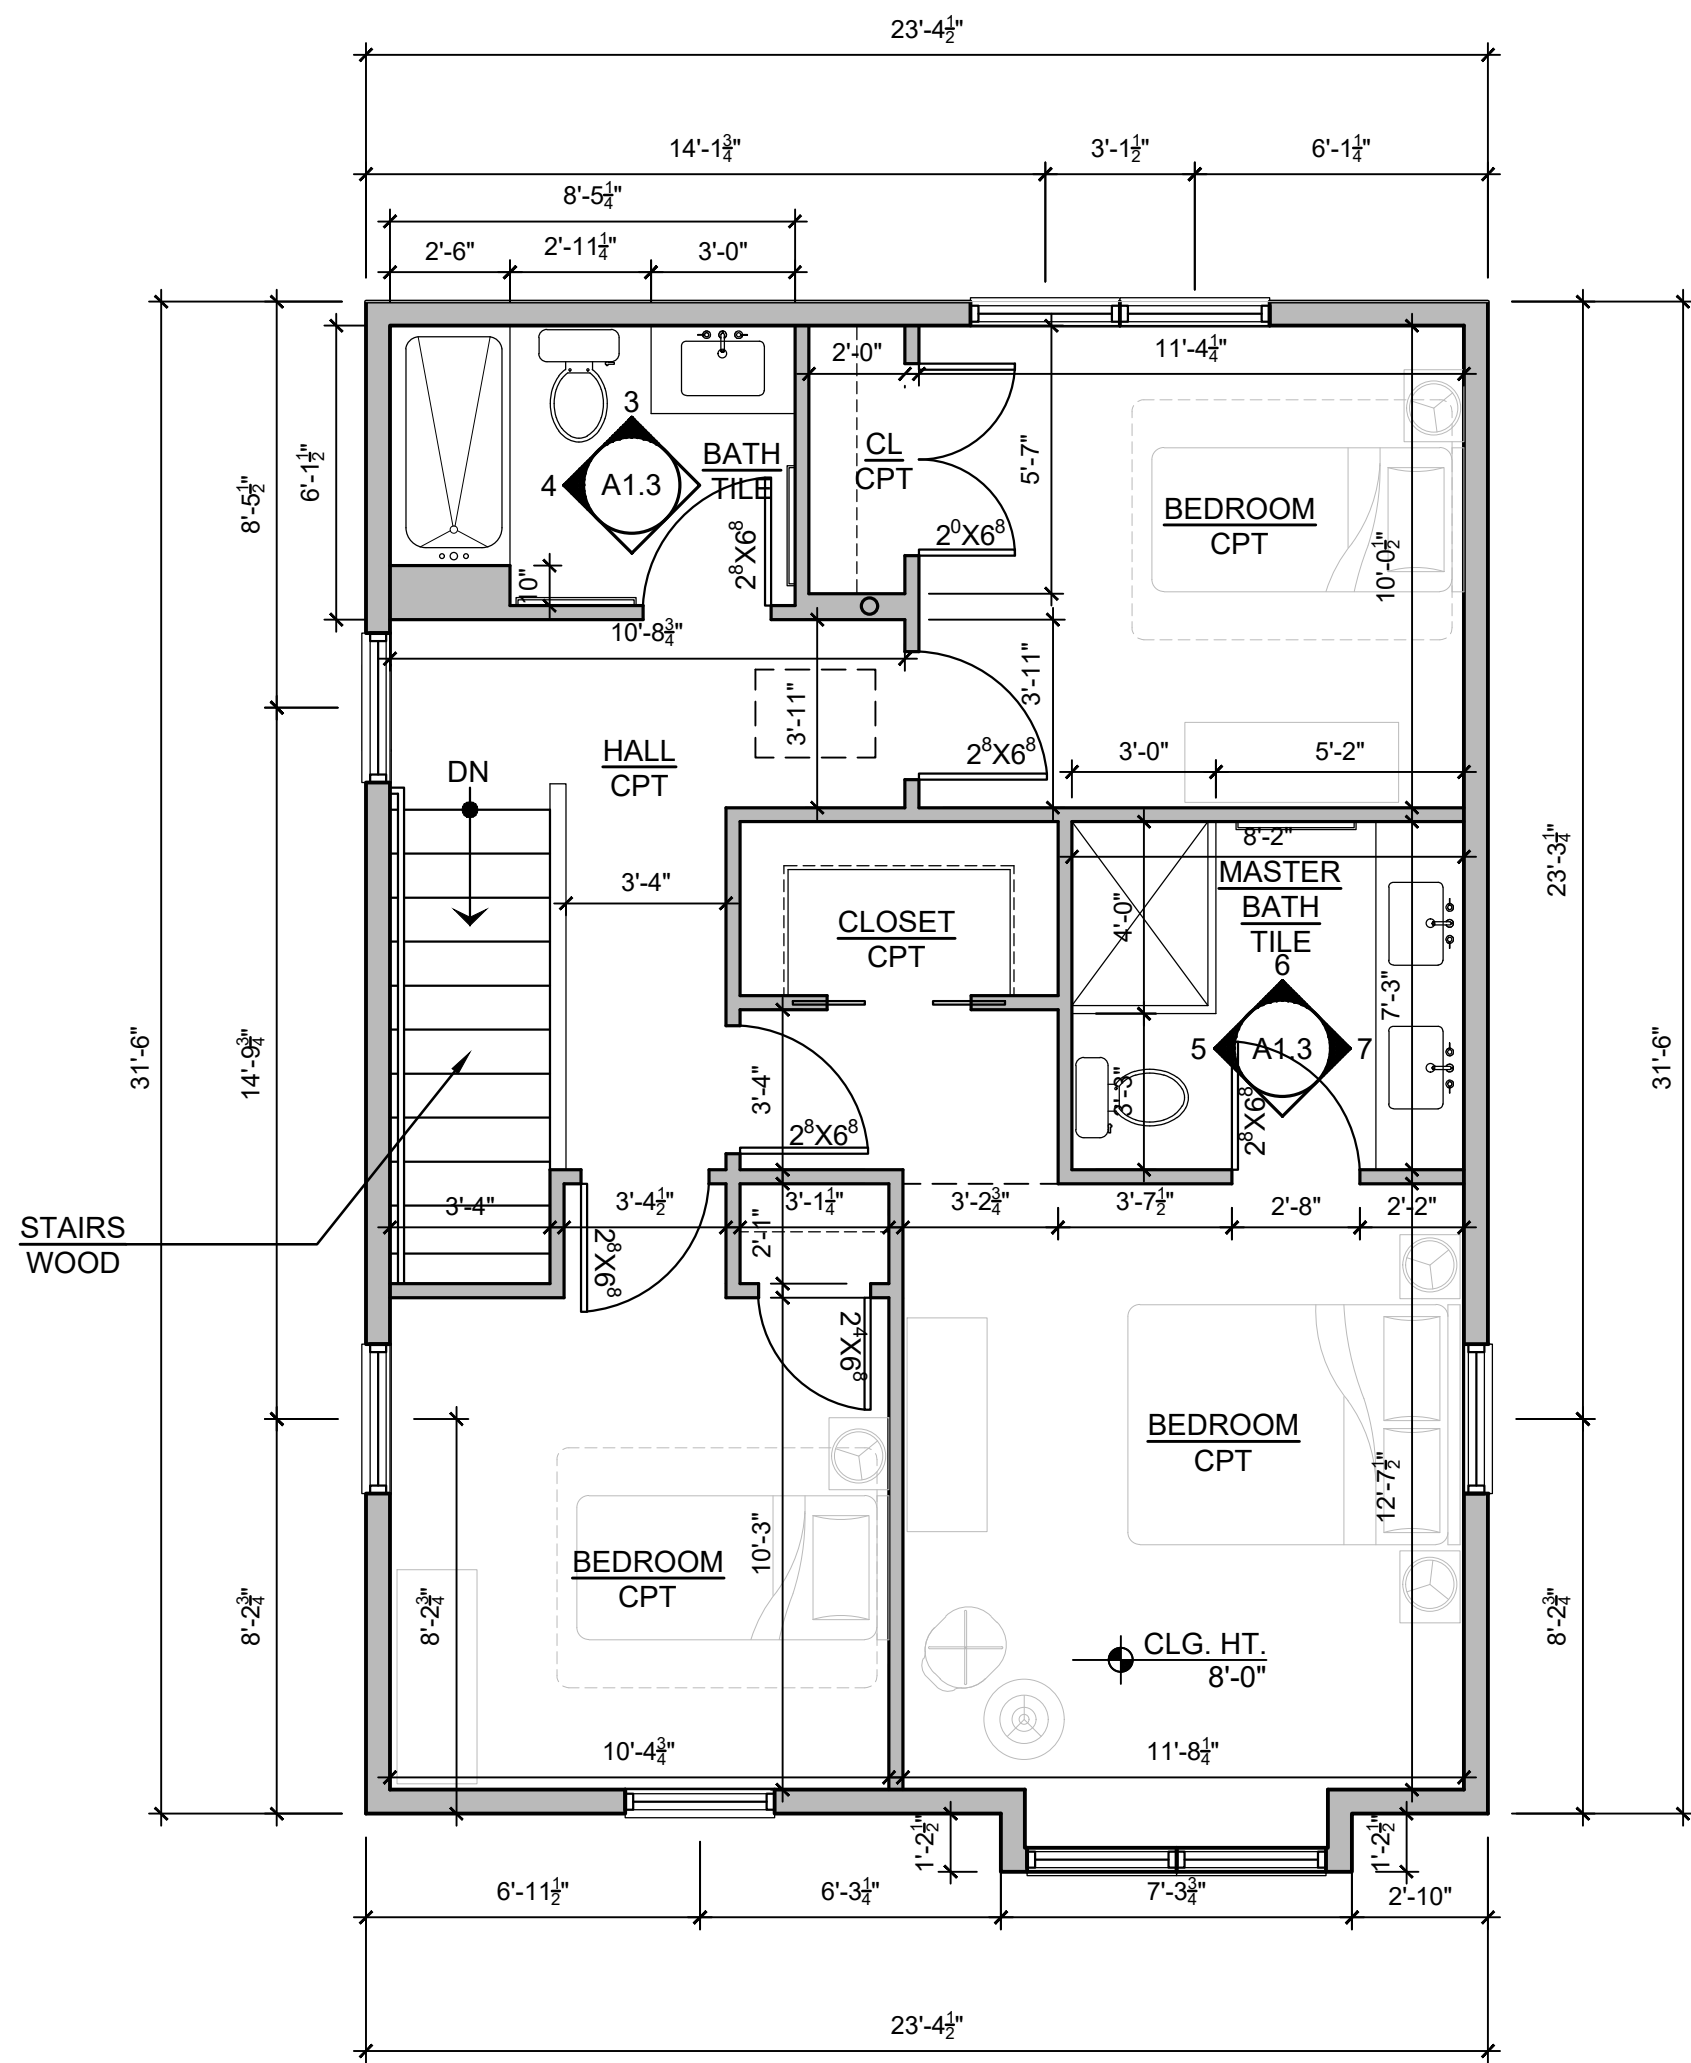 23'-4½"
14'-1¾"
3'-1½"
6'-1¼"
8'-5¼"
2'-6"
2'-11¼"
3'-0"
2'-0"
11'-4¼"
3
4
A1.3
BATH
TILE
CL
CPT
5'-7"
BEDROOM
CPT
8'-5½"
6'-1½"
2⁸X6⁸
2⁰X6⁸
10'-0½"
10"
10'-8¾"
3'-11"
3'-11"
HALL
CPT
2⁸X6⁸
3'-0"
5'-2"
DN
8'-2"
MASTER
BATH
TILE
23'-3¼"
3'-4"
CLOSET
CPT
4'-0"
6
7'-3"
5
A1.3
7
31'-6"
14'-9¾"
31'-6"
3'-4"
3'-3"
2⁸X6⁸
2⁸X6⁸
STAIRS
WOOD
3'-4"
3'-4½"
3'-1¼"
3'-2¾"
3'-7½"
2'-8"
2'-2"
2'-1"
2⁸X6⁸
2⁴X6⁸
BEDROOM
CPT
12'-7½"
10'-3"
BEDROOM
CPT
8'-2¾"
8'-2¾"
8'-2¾"
CLG. HT.
8'-0"
10'-4¾"
11'-8¼"
1'-2½"
1'-2½"
6'-11½"
6'-3¼"
7'-3¾"
2'-10"
23'-4½"